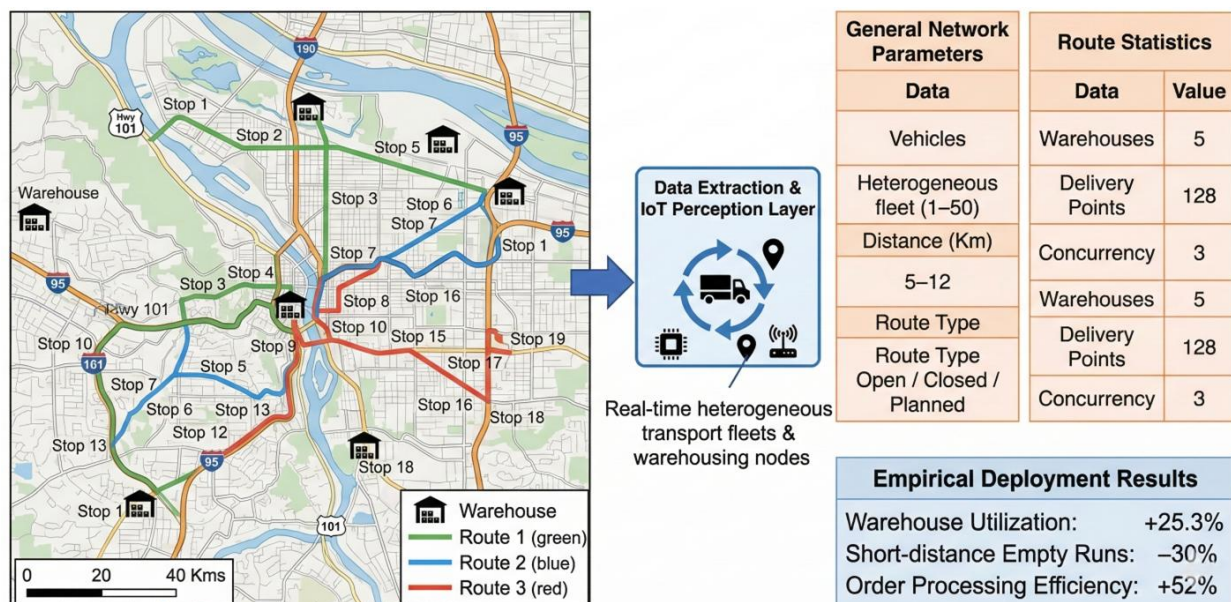 190
Stop 1
Hwy
101
Stop 2
Stop 5
95
Warehouse
Stop 3
Stop 6
Stop 7
Stop 1
95
95
Stop 4
Stop 3
Stop 7
Stop 8
Stop 16
Hwy 101
Stop 10
Stop 9
Stop 10
Stop 15
Stop 19
161
Stop 5
Stop 17
Stop 7
Stop 6
Stop 13
Stop 16
Stop 12
Stop 18
Stop 13
95
Stop 18
Stop 1
101
Warehouse
Route 1 (green)
Route 2 (blue)
Route 3 (red)
0 20 40 Kms
Data Extraction &
IoT Perception Layer
Real-time heterogeneous
transport fleets &
warehousing nodes
General Network
Parameters
Data
Vehicles
Heterogeneous
fleet (1–50)
Distance (Km)
5–12
Route Type
Route Type
Open / Closed /
Planned
Route Statistics
Data Value
Warehouses 5
Delivery
Points 128
Concurrency 3
Warehouses 5
Delivery
Points 128
Concurrency 3
Empirical Deployment Results
Warehouse Utilization: +25.3%
Short-distance Empty Runs: –30%
Order Processing Efficiency: +52%